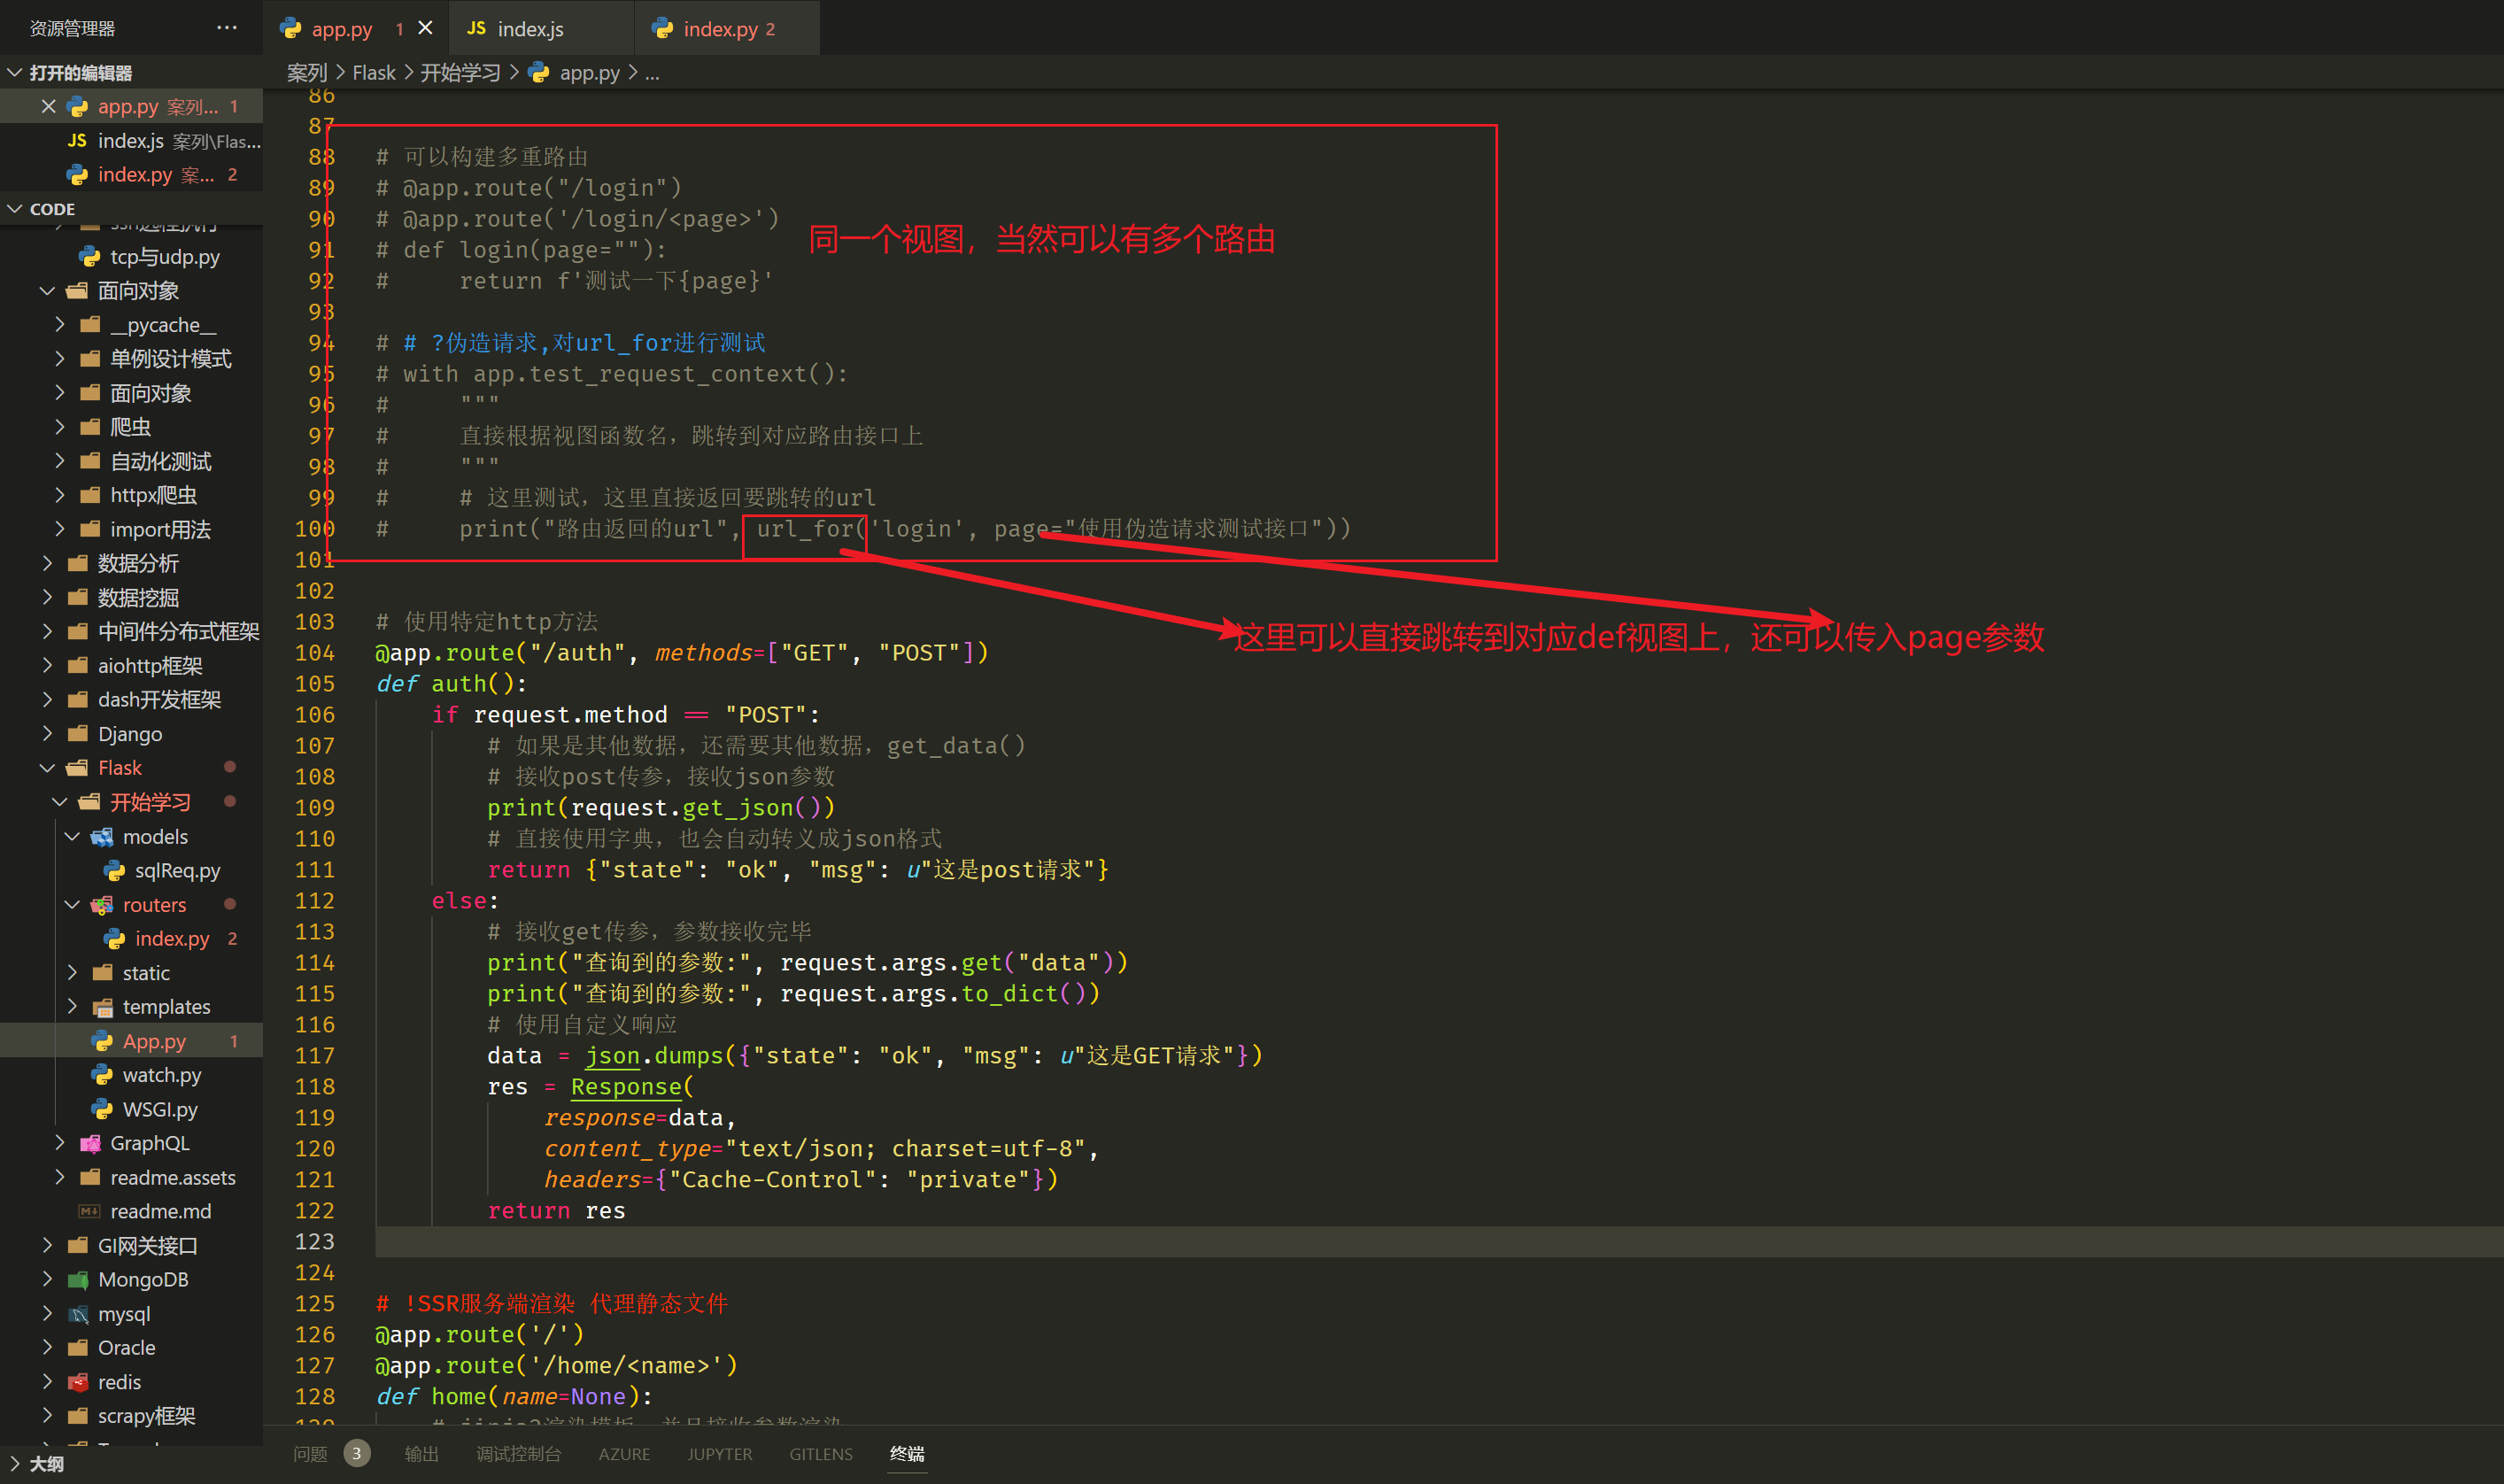 资源管理器 ···
打开的编辑器
app.py 案列... 1
index.js 案列\Flas...
index.py 案... 2
CODE
ssh远程执行
tcp与udp.py
面向对象
__pycache__
单例设计模式
面向对象
爬虫
自动化测试
httpx爬虫
import用法
数据分析
数据挖掘
中间件分布式框架
aiohttp框架
dash开发框架
Django
Flask
开始学习
models
sqlReq.py
routers
index.py 2
static
templates
App.py 1
watch.py
WSGI.py
GraphQL
readme.assets
readme.md
GI网关接口
MongoDB
mysql
Oracle
redis
scrapy框架
大纲
app.py 1
JS index.js
index.py 2
案列 > Flask > 开始学习 > app.py > ...
86
87
88 # 可以构建多重路由
89 # @app.route("/login")
90 # @app.route('/login/<page>')
91 # def login(page=""):
92 #     return f'测试一下{page}'
93
94 # # ?伪造请求,对url_for进行测试
95 # with app.test_request_context():
96 #     """
97 #     直接根据视图函数名，跳转到对应路由接口上
98 #     """
99 #     # 这里测试，这里直接返回要跳转的url
100 #     print("路由返回的url", url_for('login', page="使用伪造请求测试接口"))
101
102
103 # 使用特定http方法
104 @app.route("/auth", methods=["GET", "POST"])
105 def auth():
106     if request.method == "POST":
107         # 如果是其他数据，还需要其他数据，get_data()
108         # 接收post传参，接收json参数
109         print(request.get_json())
110         # 直接使用字典，也会自动转义成json格式
111         return {"state": "ok", "msg": u"这是post请求"}
112     else:
113         # 接收get传参，参数接收完毕
114         print("查询到的参数:", request.args.get("data"))
115         print("查询到的参数:", request.args.to_dict())
116         # 使用自定义响应
117         data = json.dumps({"state": "ok", "msg": u"这是GET请求"})
118         res = Response(
119             response=data,
120             content_type="text/json; charset=utf-8",
121             headers={"Cache-Control": "private"})
122         return res
123
124
125 # !SSR服务端渲染 代理静态文件
126 @app.route('/')
127 @app.route('/home/<name>')
128 def home(name=None):
同一个视图，当然可以有多个路由
这里可以直接跳转到对应def视图上，还可以传入page参数
问题 3 输出 调试控制台 AZURE JUPYTER GITLENS 终端